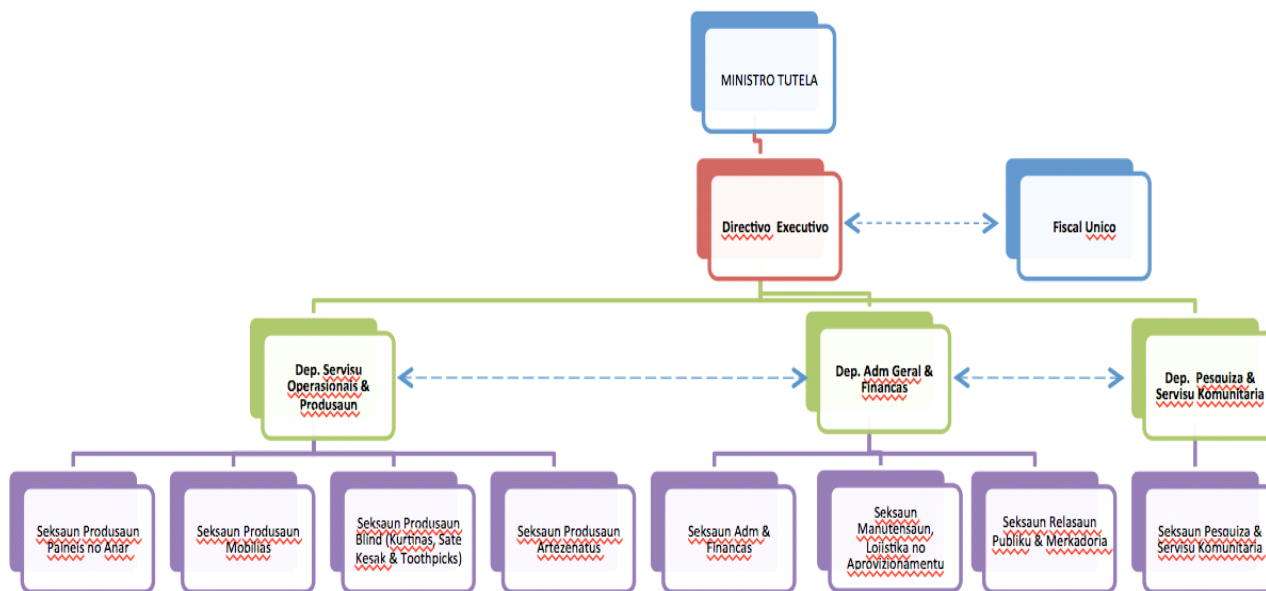 MINISTRO TUTELA
Directivo Executivo
Fiscal Unico
Dep. Servisu
Operasionais &
Produsaun
Dep. Adm Geral &
Financas
Dep. Pesquiza &
Servisu Komunitaria
Seksaun Produsaun
Paineis no Anar
Seksaun Produsaun
Mobilias
Seksaun Produsaun
Blind (Kurtinas, Sate
Kesak & Toothpicks)
Seksaun Produsaun
Artezenatus
Seksaun Adm &
Financas
Seksaun
Manutensaun,
Lojistika no
Aprovizionamentu
Seksaun Relasaun
Publiku & Merkadoria
Seksaun Pesquiza &
Servisu Komunitaria